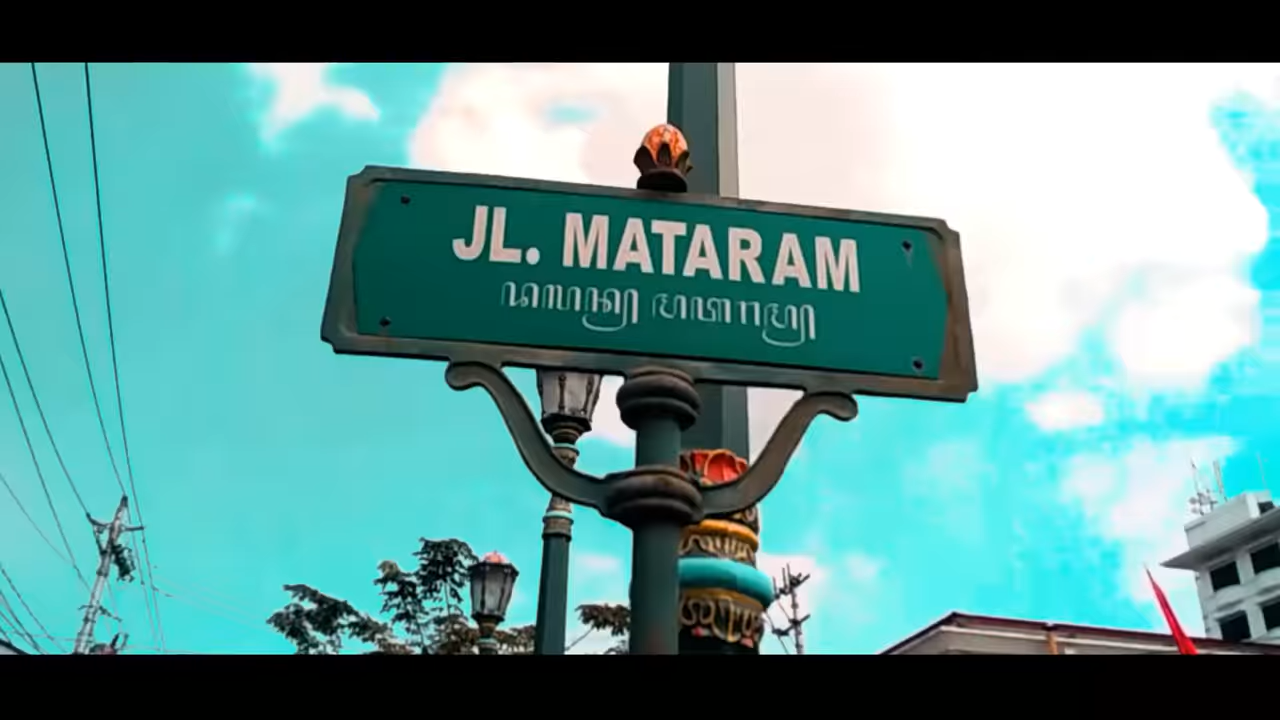 JL. MATARAM
ꦗꦭꦤ꧀ ꦩꦠꦫꦩ꧀